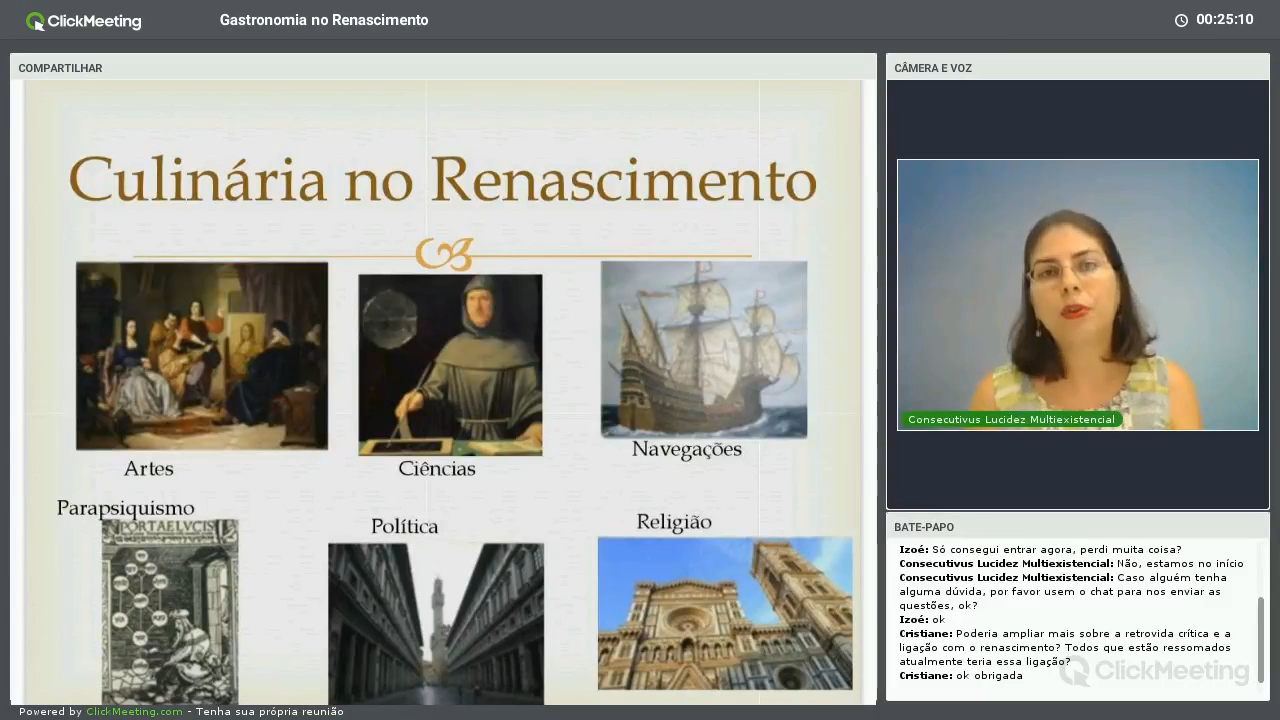 ClickMeeting
Gastronomia no Renascimento
00:25:10
COMPARTILHAR
Culinária no Renascimento
Artes
Ciências
Navegações
Parapsiquismo
Política
Religião
PORTAELVCIS
CÂMERA E VOZ
Consecutivus Lucidez Multiexistencial
BATE-PAPO
Izoé: Só consegui entrar agora, perdi muita coisa?
Consecutivus Lucidez Multiexistencial: Não, estamos no início
Consecutivus Lucidez Multiexistencial: Caso alguém tenha
alguma dúvida, por favor usem o chat para nos enviar as
questões, ok?
Izoé: ok
Cristiane: Poderia ampliar mais sobre a retrovida crítica e a
ligação com o renascimento? Todos que estão ressomados
atualmente teria essa ligação?
Cristiane: ok obrigada
ClickMeeting
Powered by ClickMeeting.com - Tenha sua própria reunião